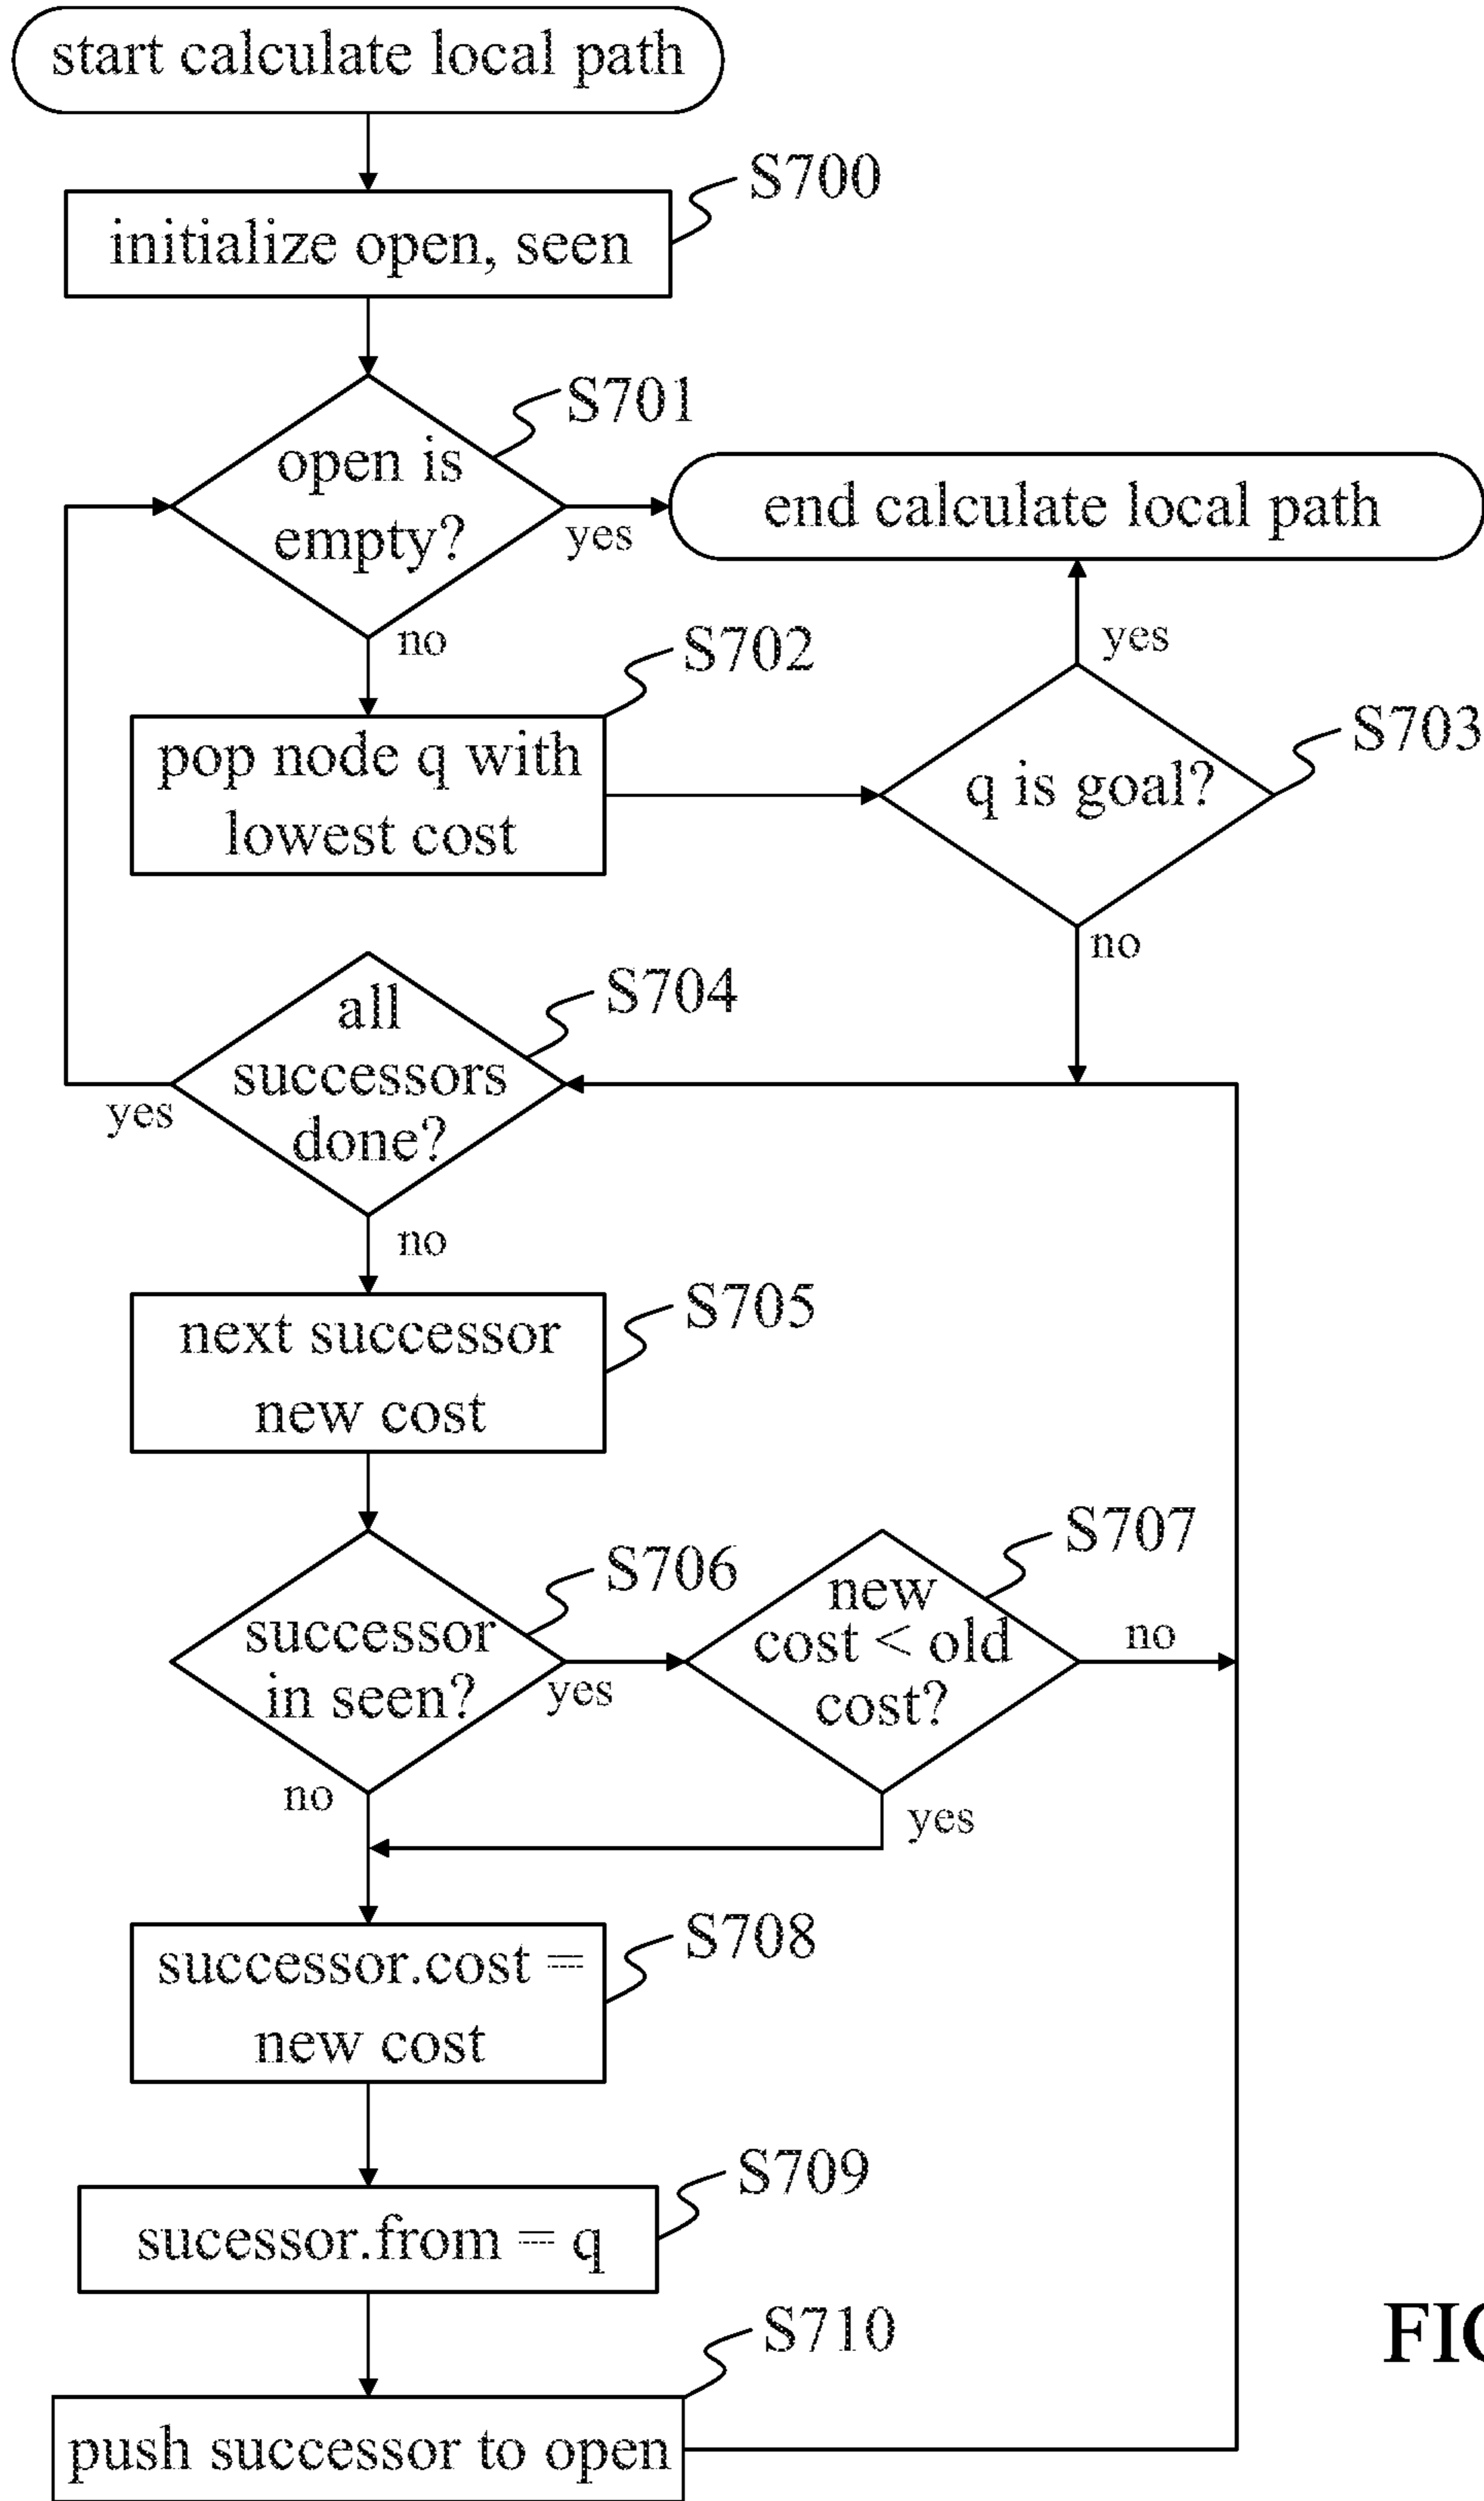 start calculate local path
S700
initialize open, seen
S701
open is
empty?
yes
end calculate local path
no
S702
yes
pop node q with
lowest cost
S703
q is goal?
no
S704
all
successors
done?
yes
no
S705
next successor
new cost
S706
successor
in seen?
yes
S707
new
cost < old
cost?
no
no
yes
S708
successor.cost =
new cost
S709
sucessor.from = q
S710
push successor to open